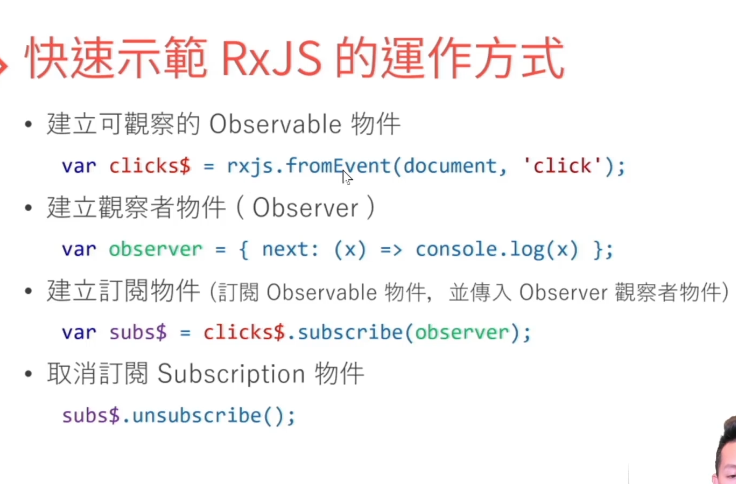 快速示範 RxJS 的運作方式
• 建立可觀察的 Observable 物件
var clicks$ = rxjs.fromEvent(document, 'click');
• 建立觀察者物件 ( Observer )
var observer = { next: (x) => console.log(x) };
• 建立訂閱物件 (訂閱 Observable 物件，並傳入 Observer 觀察者物件)
var subs$ = clicks$.subscribe(observer);
• 取消訂閱 Subscription 物件
subs$.unsubscribe();